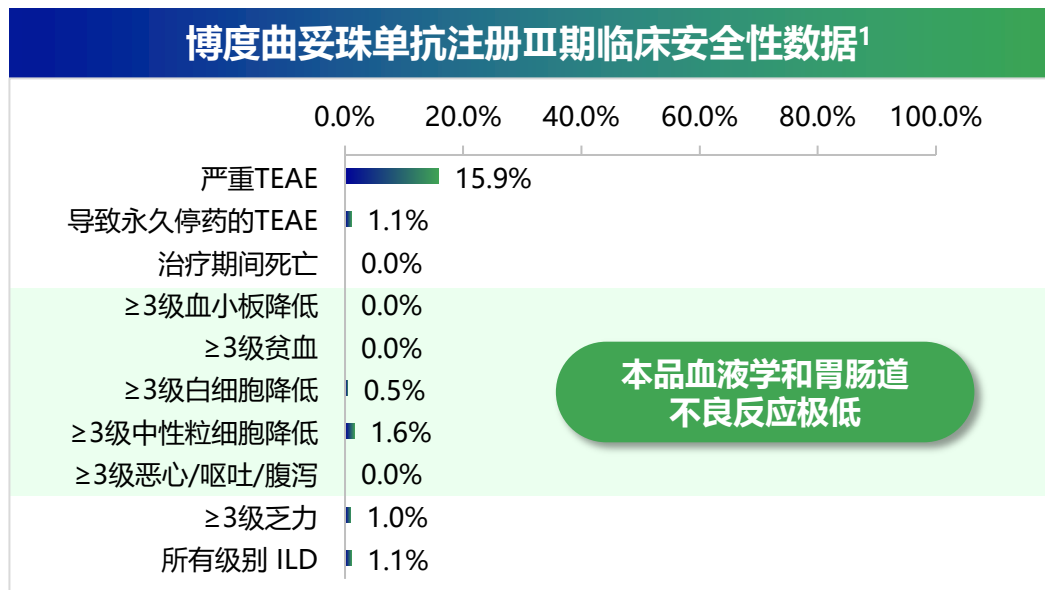 博度曲妥珠单抗注册Ⅲ期临床安全性数据¹
0.0% 20.0% 40.0% 60.0% 80.0% 100.0%
严重TEAE 15.9%
导致永久停药的TEAE 1.1%
治疗期间死亡 0.0%
≥3级血小板降低 0.0%
≥3级贫血 0.0%
≥3级白细胞降低 0.5%
≥3级中性粒细胞降低 1.6%
≥3级恶心/呕吐/腹泻 0.0%
≥3级乏力 1.0%
所有级别 ILD 1.1%
本品血液学和胃肠道
不良反应极低